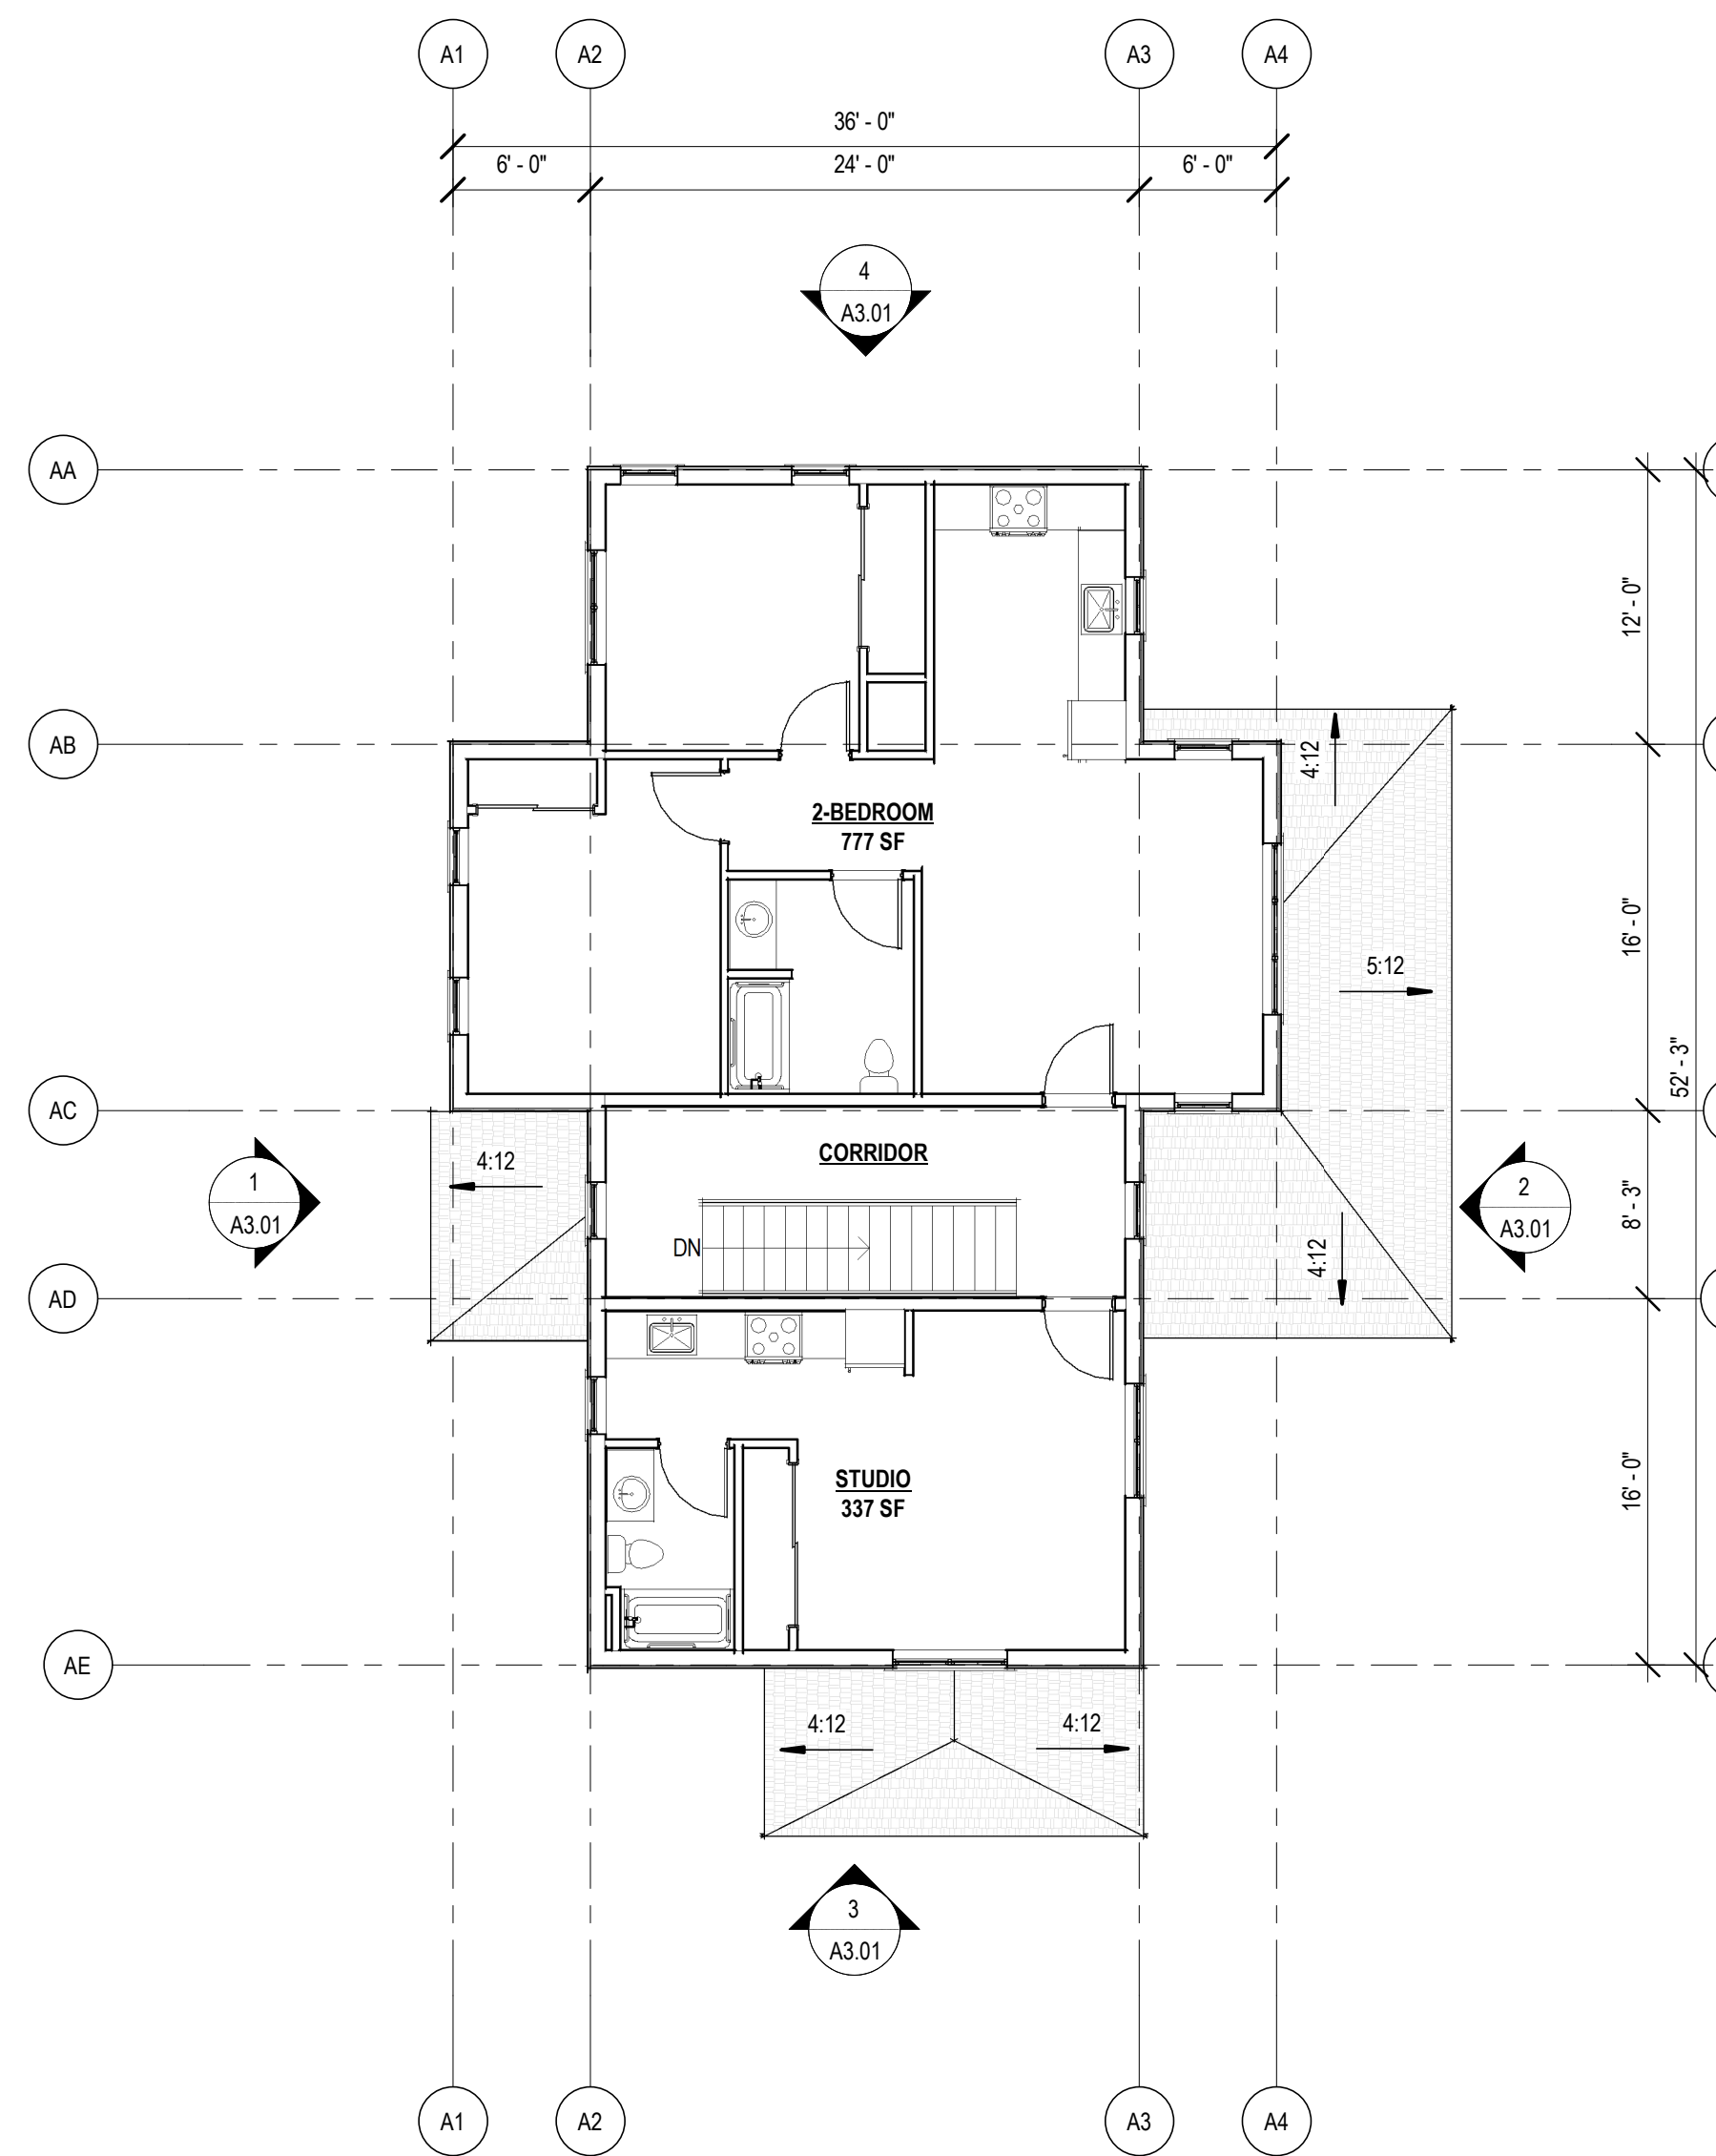 A1
A2
A3
A4
36' - 0"
6' - 0"
24' - 0"
6' - 0"
4
A3.01
AA
12' - 0"
AB
4:12
2-BEDROOM
777 SF
16' - 0"
5:12
52' - 3"
AC
CORRIDOR
4:12
1
A3.01
2
A3.01
8' - 3"
DN
4:12
AD
STUDIO
337 SF
16' - 0"
AE
4:12
4:12
3
A3.01
A1
A2
A3
A4